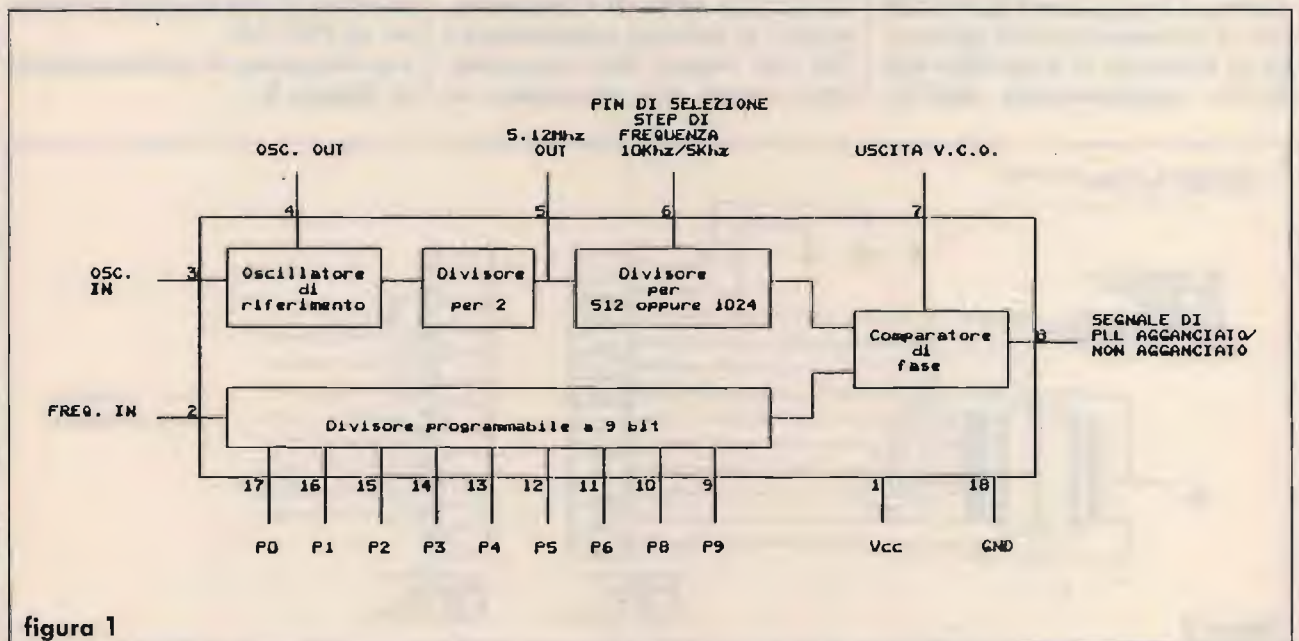 PIN DI SELEZIONE
STEP DI
FREQUENZA
10Khz/5Khz
5.12Mhz
OUT
OSC. OUT
USCITA V.C.O.
4
5
6
7
OSC.
IN
3
Oscillatore
di
riferimento
Divisore
per 2
Divisore
per
512 oppure 1024
Comparatore
di
fase
8
SEGNALE DI
PLL AGGANCIATO/
NON AGGANCIATO
FREQ. IN
2
Divisore programmabile a 9 bit
17 16 15 14 13 12 11 10 9 1 18
P0 P1 P2 P3 P4 P5 P6 P8 P9 Vcc GND
figura 1